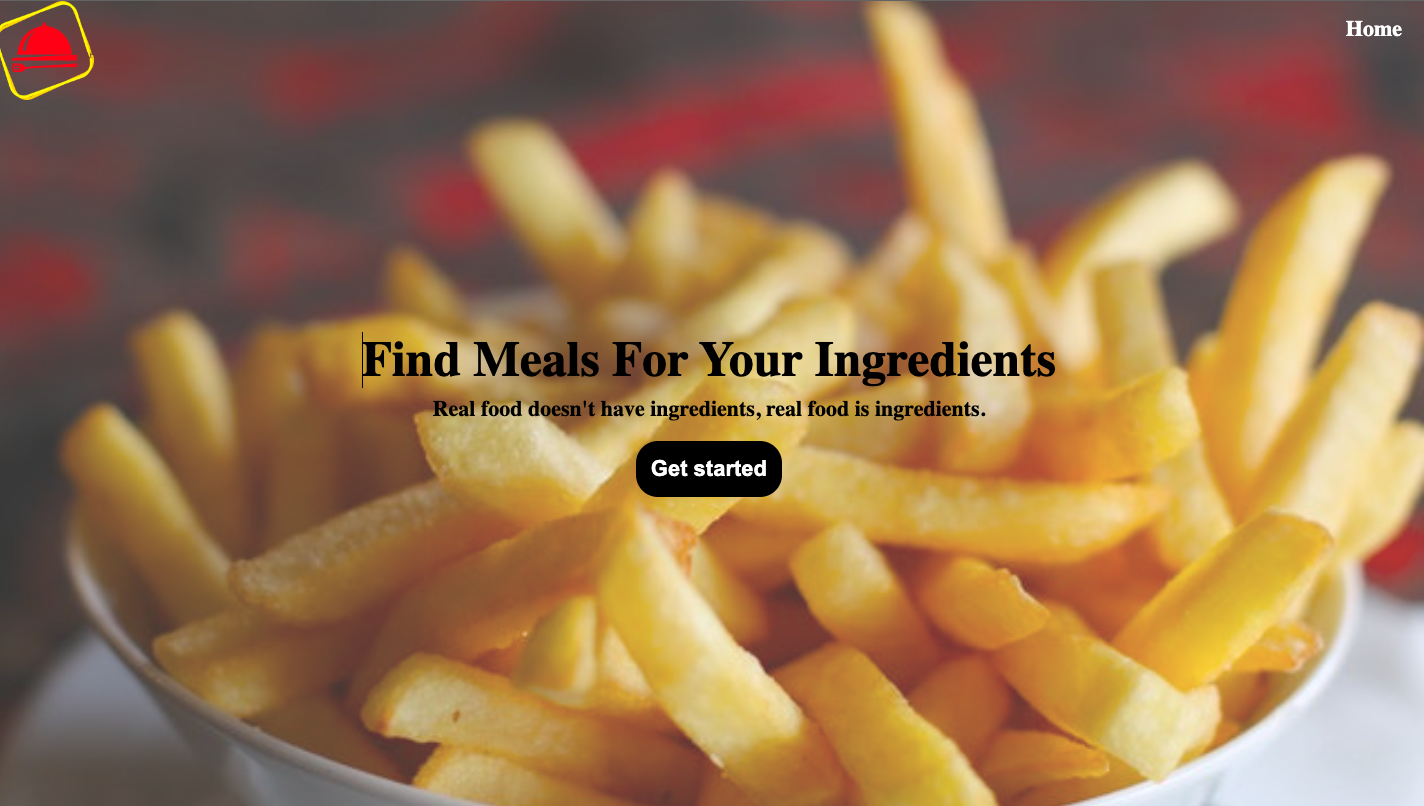 Home
Find Meals For Your Ingredients
Real food doesn't have ingredients, real food is ingredients.
Get started